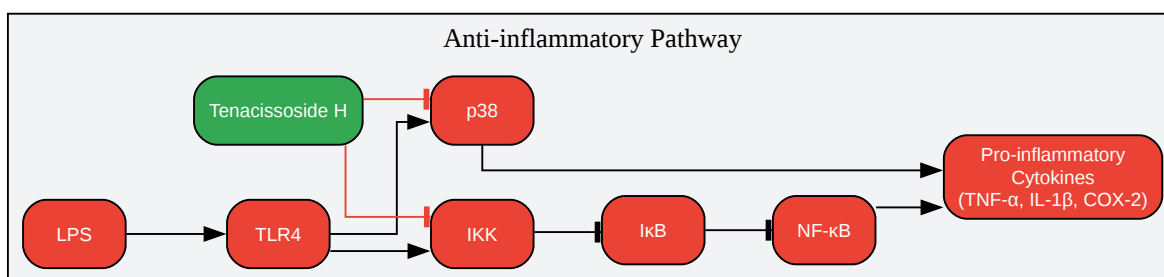 Anti-inflammatory Pathway
Tenacissoside H
p38
Pro-inflammatory
Cytokines
(TNF-α, IL-1β, COX-2)
LPS
TLR4
IKK
IκB
NF-κB